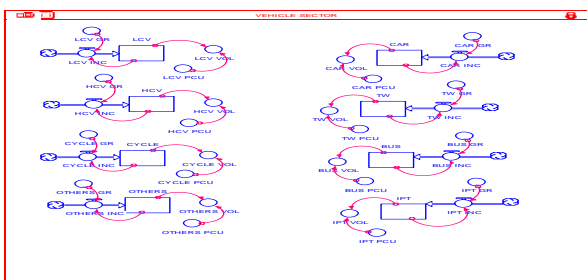 VEHICLE SECTOR
LCV GR
LCV
LCV INC
LCV VOL
LCV PCU
CAR GR
CAR
CAR VOL
CAR INC
CAR PCU
HCV GR
HCV
HCV INC
HCV VOL
HCV PCU
TW GR
TW
TW VOL
TW INC
TW PCU
CYCLE GR
CYCLE
CYCLE INC
CYCLE VOL
CYCLE PCU
BUS GR
BUS
BUS VOL
BUS INC
BUS PCU
OTHERS GR
OTHERS
OTHERS INC
OTHERS VOL
OTHERS PCU
IPT GR
IPT
IPT VOL
IPT INC
IPT PCU